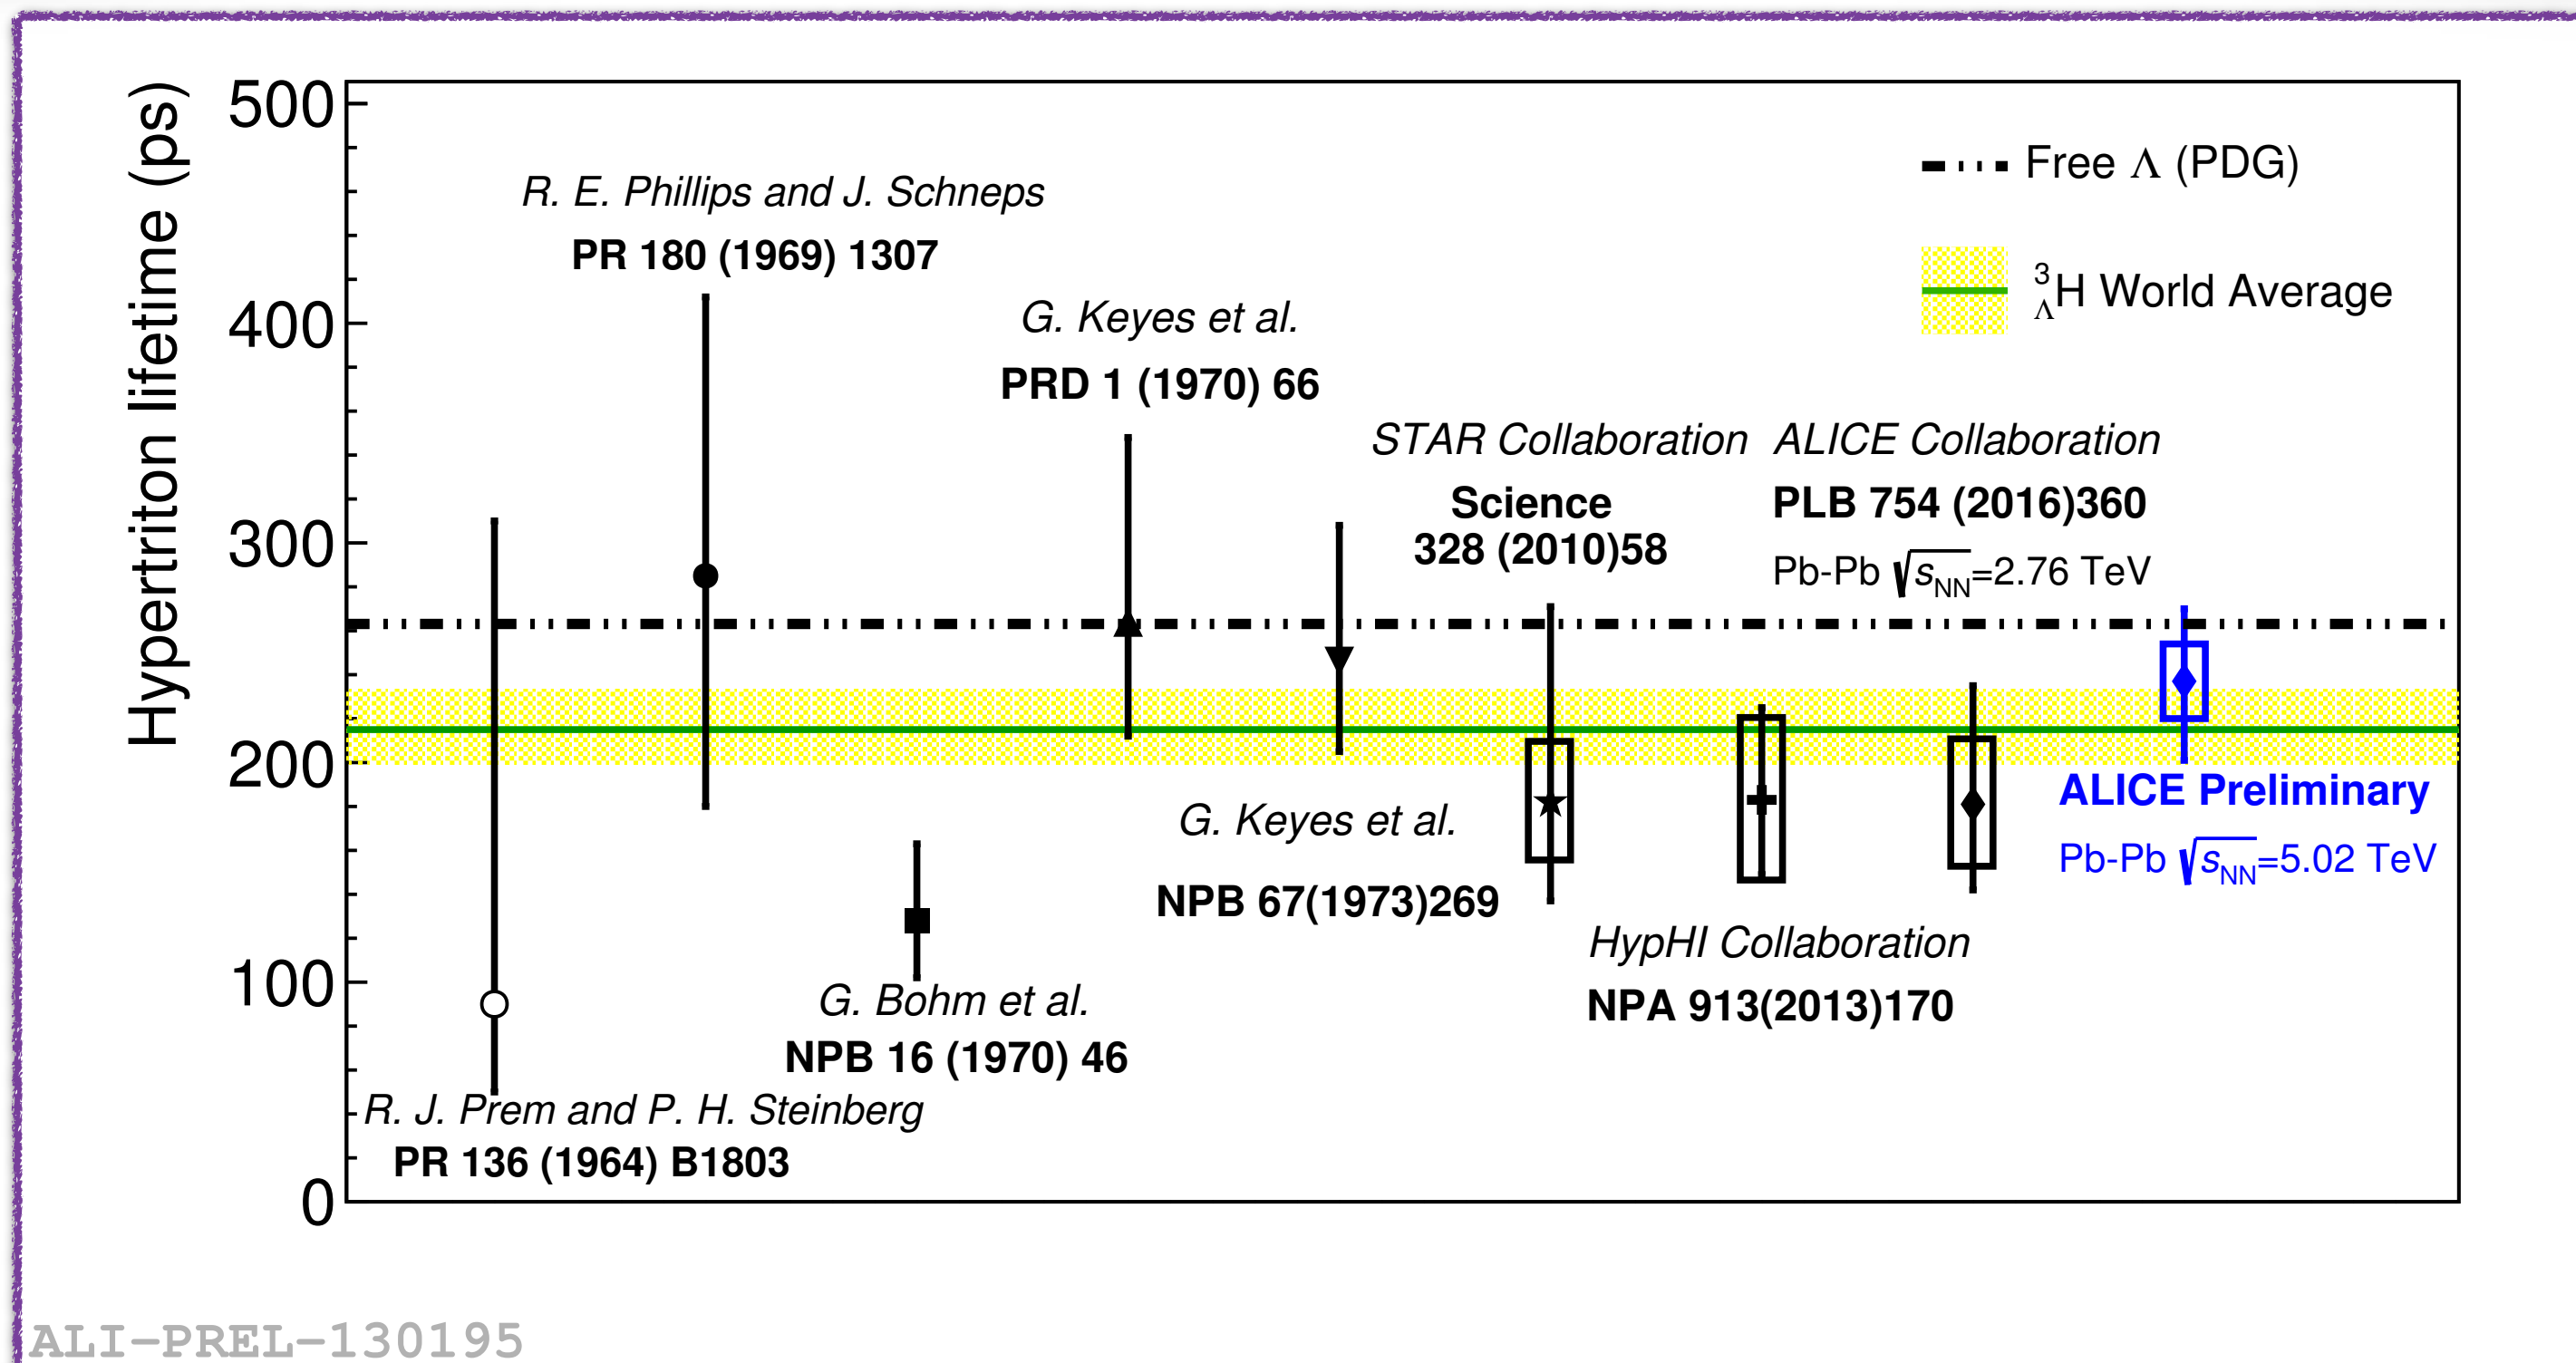 Hypertriton lifetime (ps)
500
400
300
200
100
0
R. E. Phillips and J. Schneps
PR 180 (1969) 1307
Free Λ (PDG)
³ΛH World Average
G. Keyes et al.
PRD 1 (1970) 66
STAR Collaboration
Science
328 (2010)58
ALICE Collaboration
PLB 754 (2016)360
Pb-Pb √sNN=2.76 TeV
G. Keyes et al.
NPB 67(1973)269
ALICE Preliminary
Pb-Pb √sNN=5.02 TeV
HypHI Collaboration
NPA 913(2013)170
G. Bohm et al.
NPB 16 (1970) 46
R. J. Prem and P. H. Steinberg
PR 136 (1964) B1803
ALI-PREL-130195